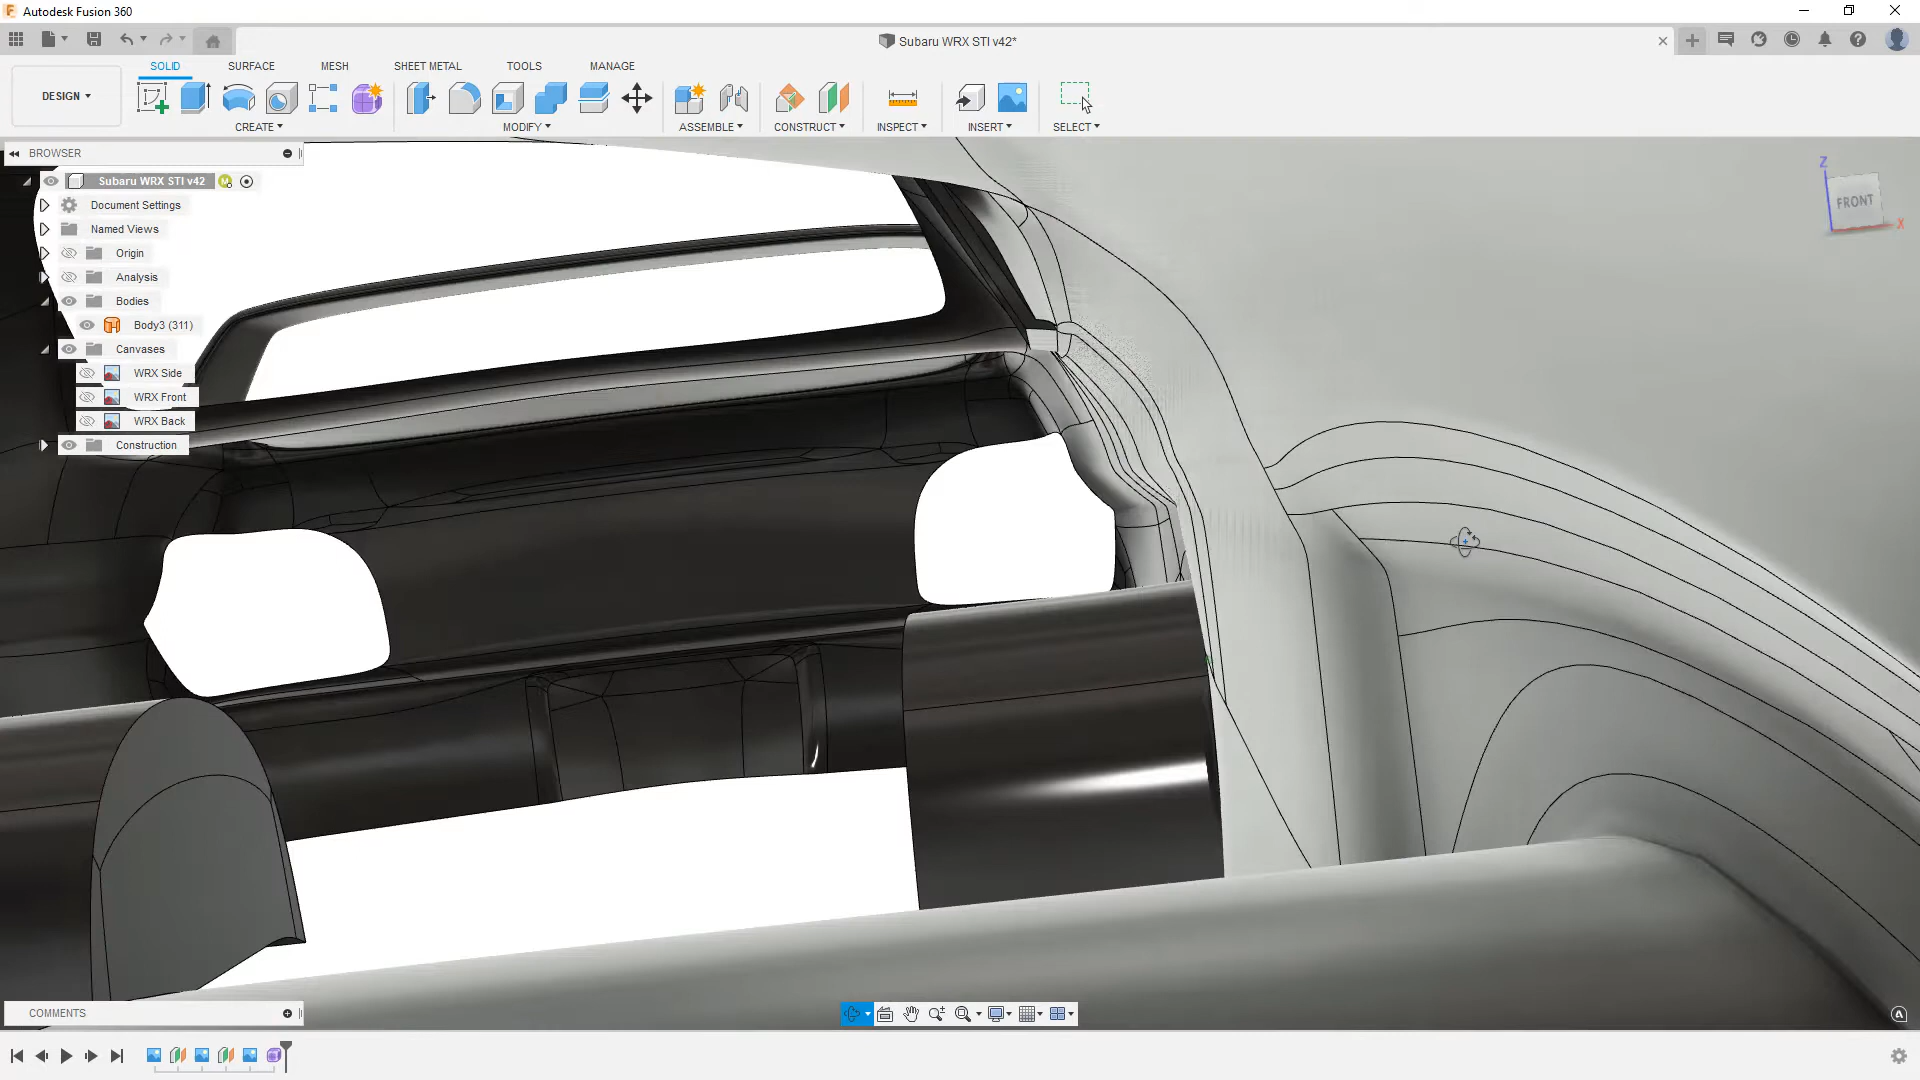 Autodesk Fusion 360
Subaru WRX STI v42*
DESIGN
SOLID
SURFACE
MESH
SHEET METAL
TOOLS
MANAGE
CREATE
MODIFY
ASSEMBLE
CONSTRUCT
INSPECT
INSERT
SELECT
BROWSER
Subaru WRX STI v42
Document Settings
Named Views
Origin
Analysis
Bodies
Body3 (311)
Canvases
WRX Side
WRX Front
WRX Back
Construction
Z
FRONT
X
COMMENTS